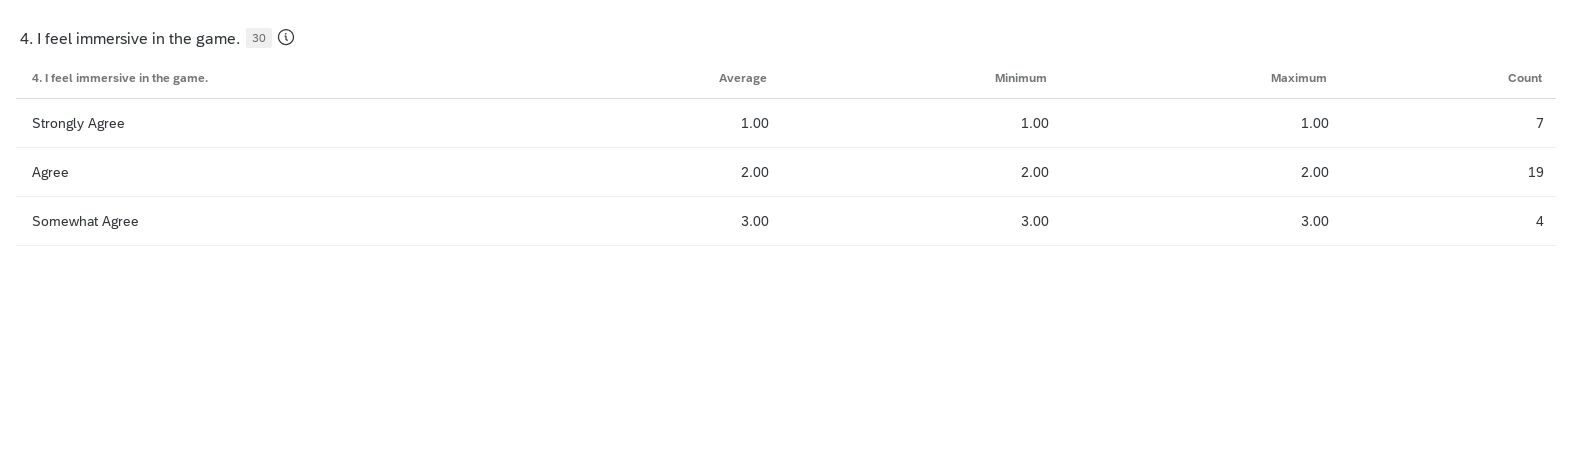 4. I feel immersive in the game. 30
4. I feel immersive in the game. Average Minimum Maximum Count
Strongly Agree 1.00 1.00 1.00 7
Agree 2.00 2.00 2.00 19
Somewhat Agree 3.00 3.00 3.00 4